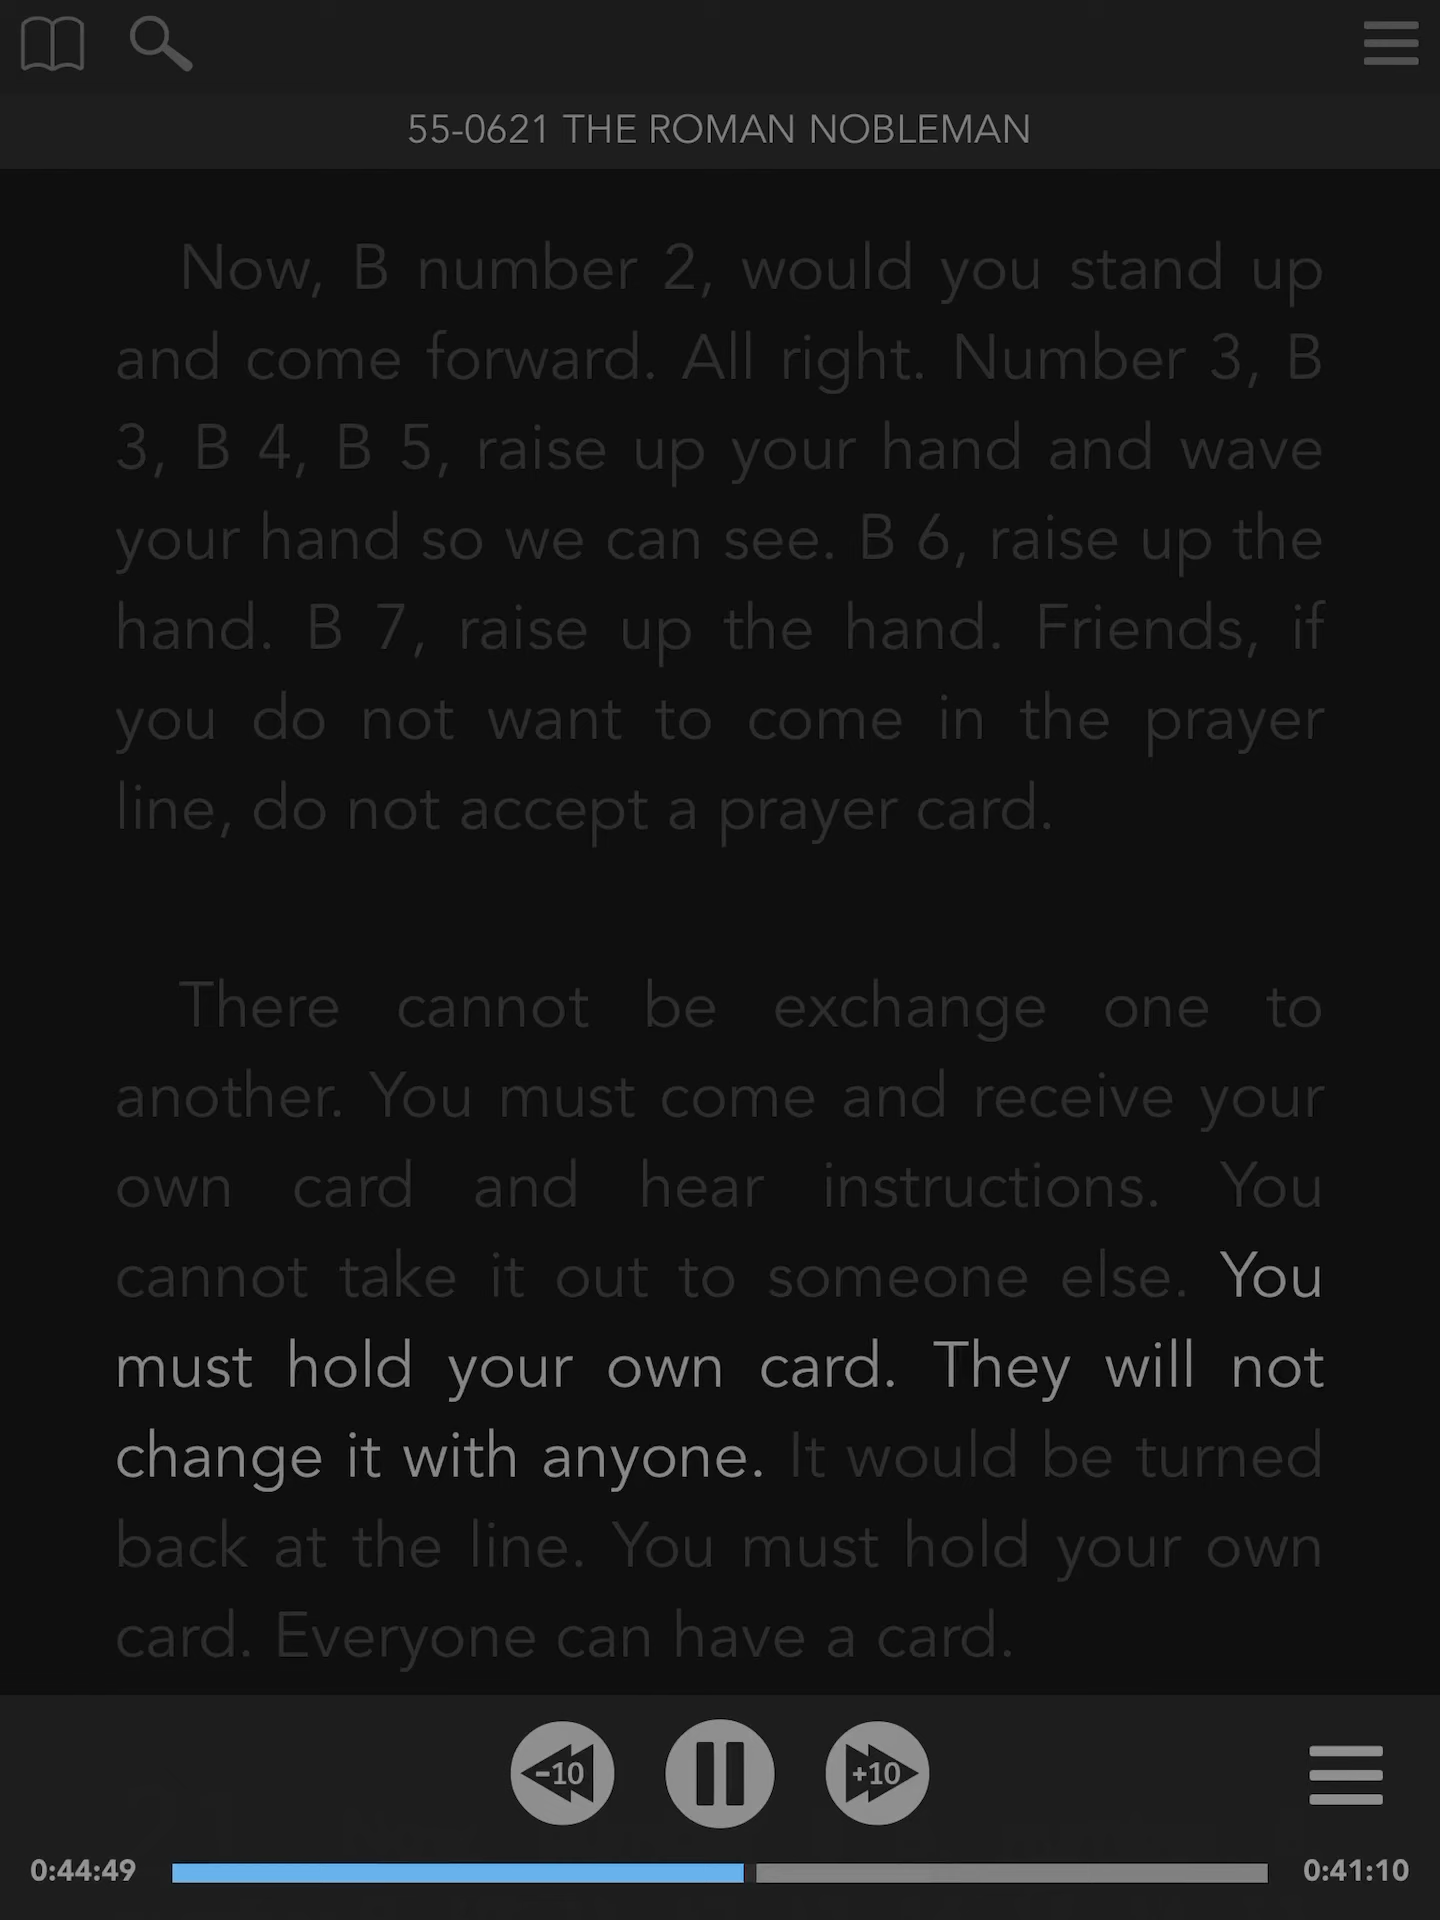 55-0621 THE ROMAN NOBLEMAN
Now, B number 2, would you stand up
and come forward. All right. Number 3, B
3, B 4, B 5, raise up your hand and wave
your hand so we can see. B 6, raise up the
hand. B 7, raise up the hand. Friends, if
you do not want to come in the prayer
line, do not accept a prayer card.
There cannot be exchange one to
another. You must come and receive your
own card and hear instructions. You
cannot take it out to someone else. You
must hold your own card. They will not
change it with anyone. It would be turned
back at the line. You must hold your own
card. Everyone can have a card.
-10 +10
0:44:49 0:41:10